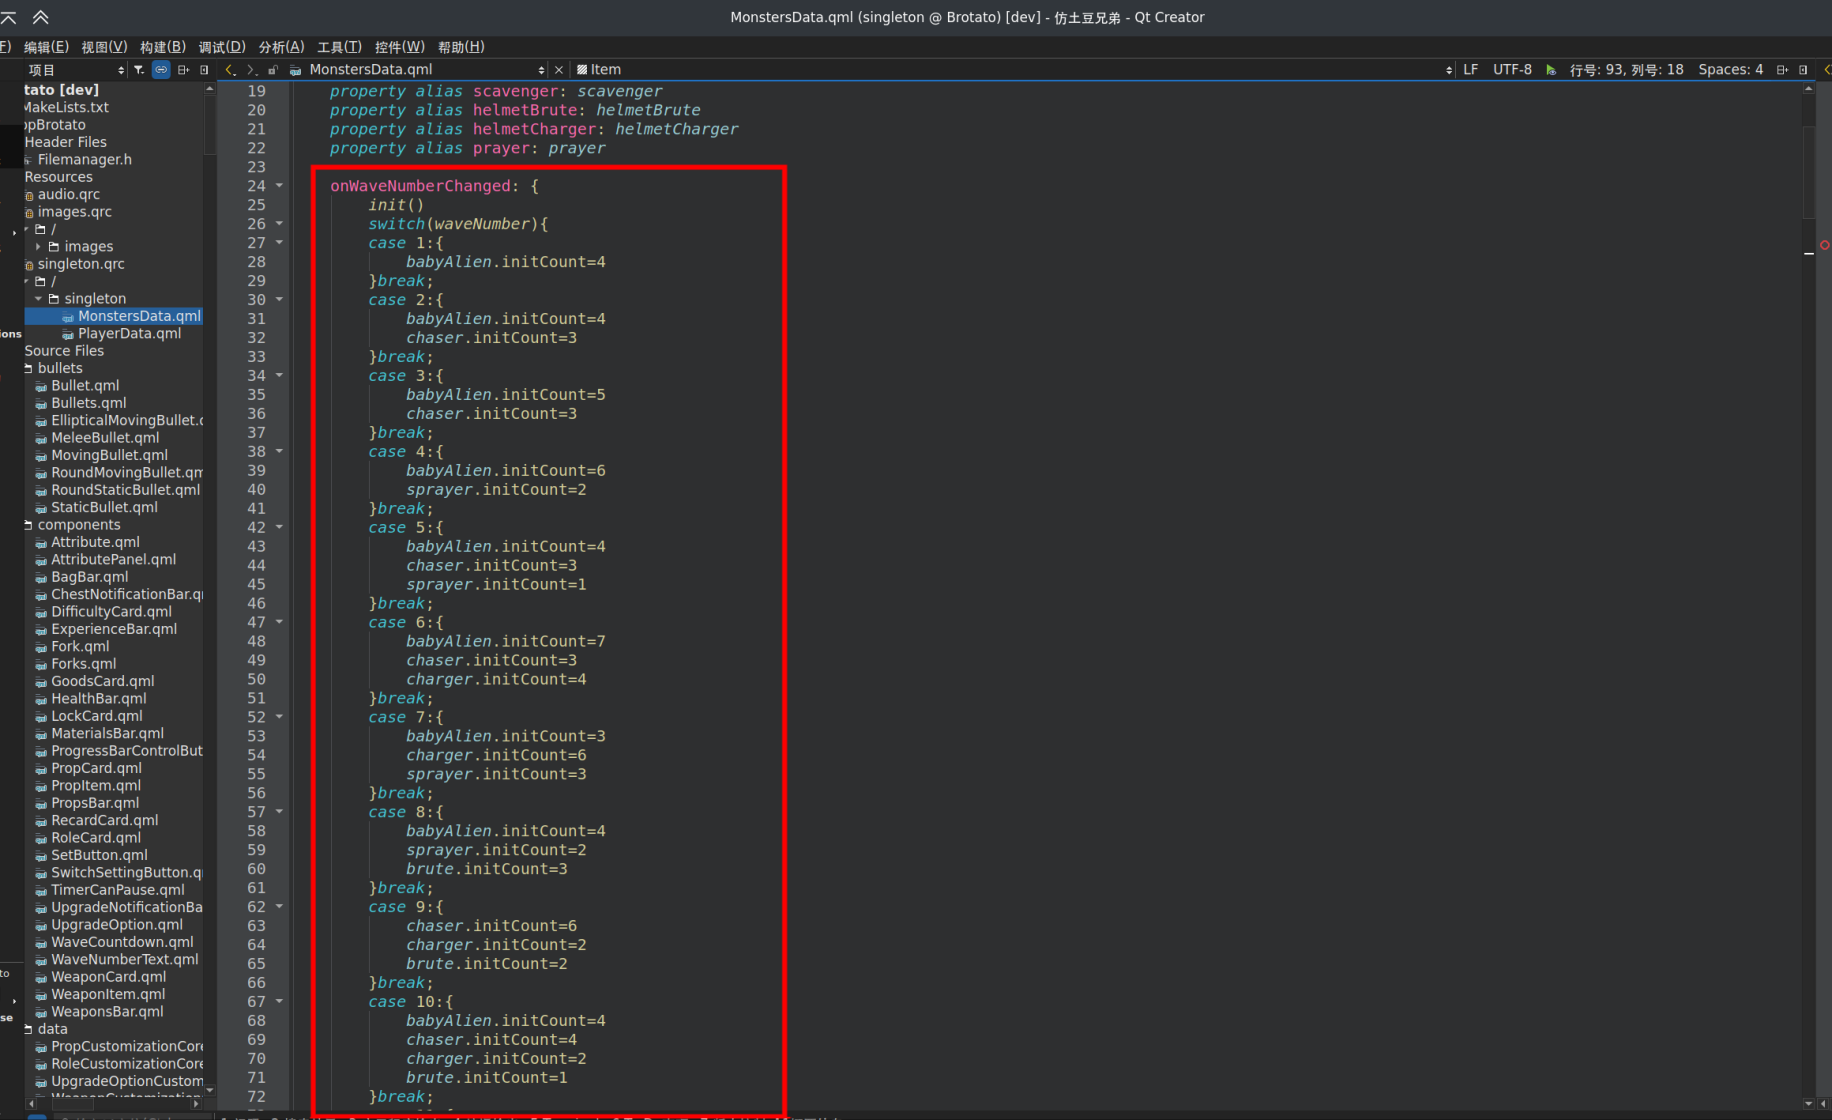 MonstersData.qml (singleton @ Brotato) [dev] - 仿土豆兄弟 - Qt Creator
F) 编辑(E) 视图(V) 构建(B) 调试(D) 分析(A) 工具(T) 控件(W) 帮助(H)
项目 MonstersData.qml Item LF UTF-8 行号: 93, 列号: 18 Spaces: 4
tato [dev]
MakeLists.txt
ppBrotato
Header Files
Filemanager.h
Resources
audio.qrc
images.qrc
/
images
singleton.qrc
/
singleton
MonstersData.qml
PlayerData.qml
Source Files
bullets
Bullet.qml
Bullets.qml
EllipticalMovingBullet.q
MeleeBullet.qml
MovingBullet.qml
RoundMovingBullet.qm
RoundStaticBullet.qml
StaticBullet.qml
components
Attribute.qml
AttributePanel.qml
BagBar.qml
ChestNotificationBar.q
DifficultyCard.qml
ExperienceBar.qml
Fork.qml
Forks.qml
GoodsCard.qml
HealthBar.qml
LockCard.qml
MaterialsBar.qml
ProgressBarControlBut
PropCard.qml
PropItem.qml
PropsBar.qml
RecardCard.qml
RoleCard.qml
SetButton.qml
SwitchSettingButton.q
TimerCanPause.qml
UpgradeNotificationBa
UpgradeOption.qml
WaveCountdown.qml
WaveNumberText.qml
WeaponCard.qml
WeaponItem.qml
WeaponsBar.qml
data
PropCustomizationCore
RoleCustomizationCore
UpgradeOptionCustom
ions
to
se
19 property alias scavenger: scavenger
20 property alias helmetBrute: helmetBrute
21 property alias helmetCharger: helmetCharger
22 property alias prayer: prayer
23
24 onWaveNumberChanged: {
25 init()
26 switch(waveNumber){
27 case 1:{
28 babyAlien.initCount=4
29 }break;
30 case 2:{
31 babyAlien.initCount=4
32 chaser.initCount=3
33 }break;
34 case 3:{
35 babyAlien.initCount=5
36 chaser.initCount=3
37 }break;
38 case 4:{
39 babyAlien.initCount=6
40 sprayer.initCount=2
41 }break;
42 case 5:{
43 babyAlien.initCount=4
44 chaser.initCount=3
45 sprayer.initCount=1
46 }break;
47 case 6:{
48 babyAlien.initCount=7
49 chaser.initCount=3
50 charger.initCount=4
51 }break;
52 case 7:{
53 babyAlien.initCount=3
54 charger.initCount=6
55 sprayer.initCount=3
56 }break;
57 case 8:{
58 babyAlien.initCount=4
59 sprayer.initCount=2
60 brute.initCount=3
61 }break;
62 case 9:{
63 chaser.initCount=6
64 charger.initCount=2
65 brute.initCount=2
66 }break;
67 case 10:{
68 babyAlien.initCount=4
69 chaser.initCount=4
70 charger.initCount=2
71 brute.initCount=1
72 }break;